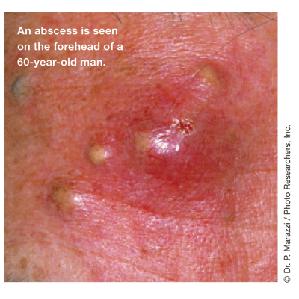 An abscess is seen
on the forehead of a
60-year-old man.
© Dr. P. Marazzi / Photo Researchers, Inc.